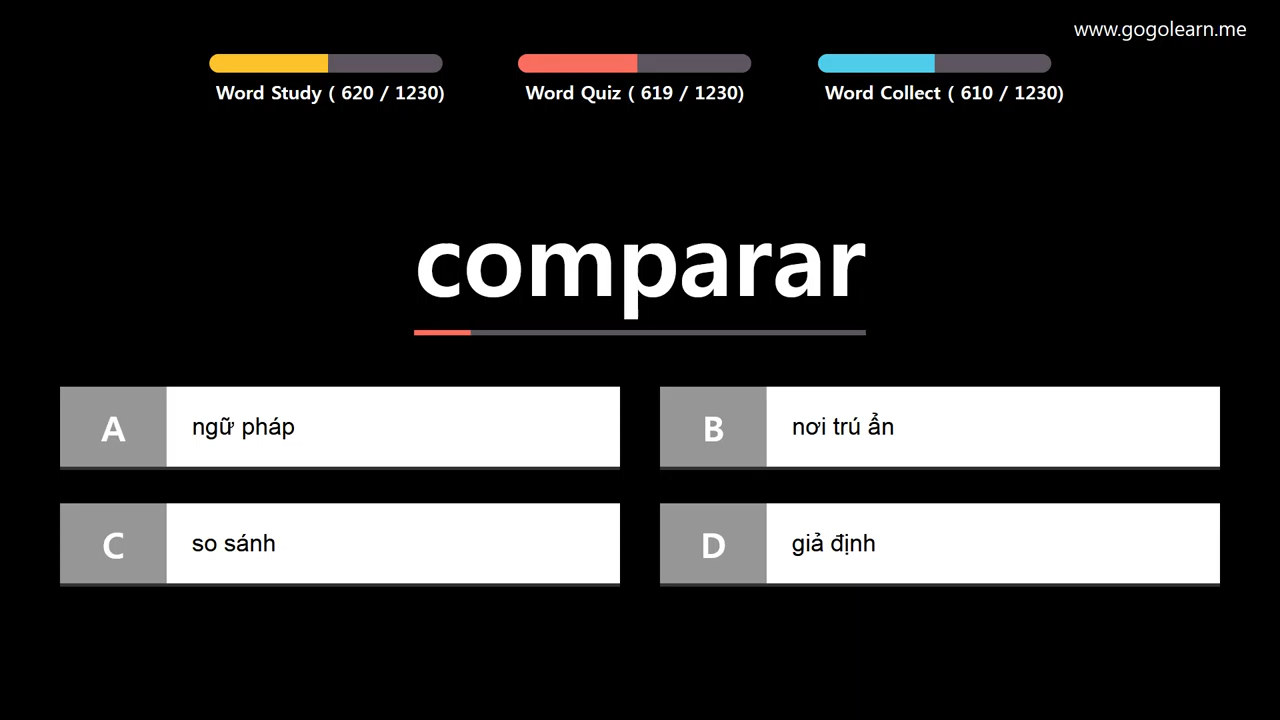 www.gogolearn.me
Word Study ( 620 / 1230)
Word Quiz ( 619 / 1230)
Word Collect ( 610 / 1230)
comparar
A
ngữ pháp
B
nơi trú ẩn
C
so sánh
D
giả định